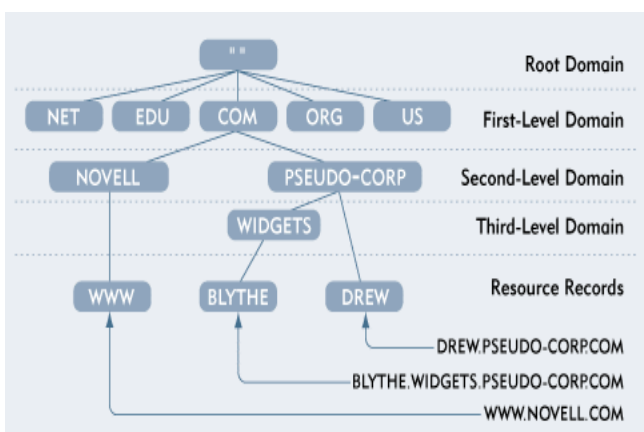 " "
Root Domain
NET EDU COM ORG US First-Level Domain
NOVELL PSEUDO-CORP Second-Level Domain
WIDGETS Third-Level Domain
WWW BLYTHE DREW Resource Records
DREW.PSEUDO-CORP.COM
BLYTHE.WIDGETS.PSEUDO-CORP.COM
WWW.NOVELL.COM